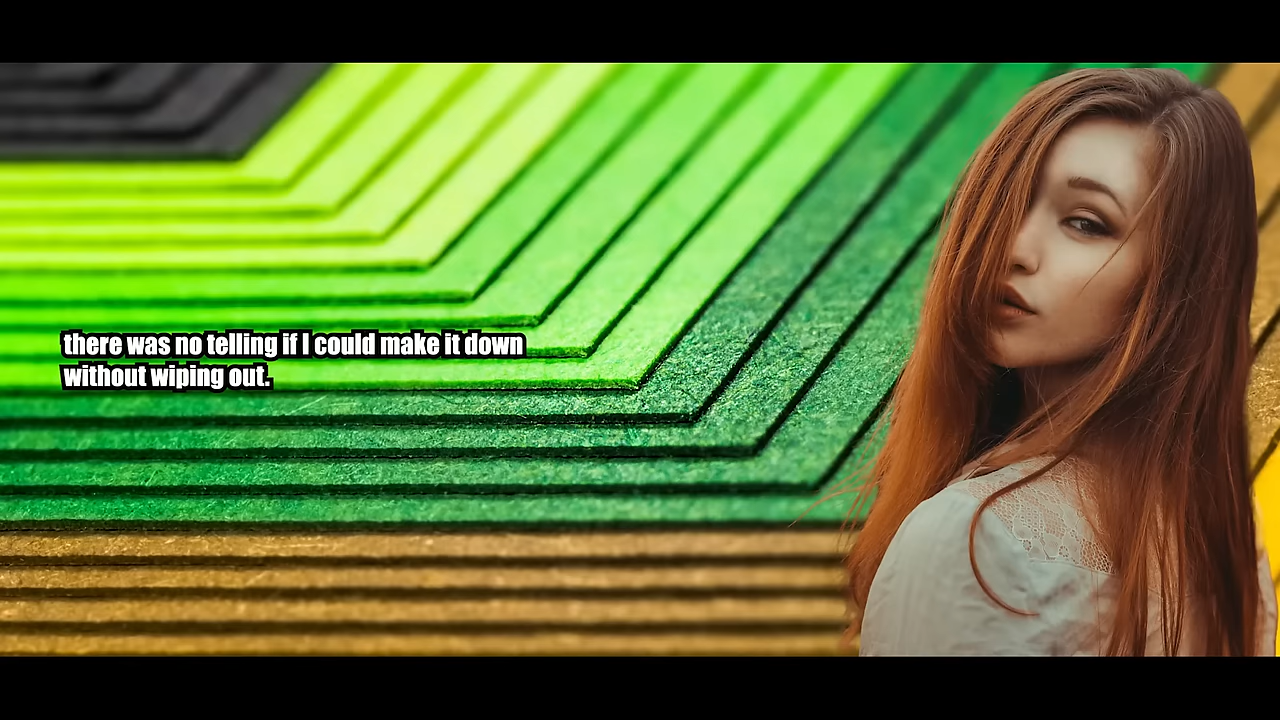 there was no telling if I could make it down
without wiping out.